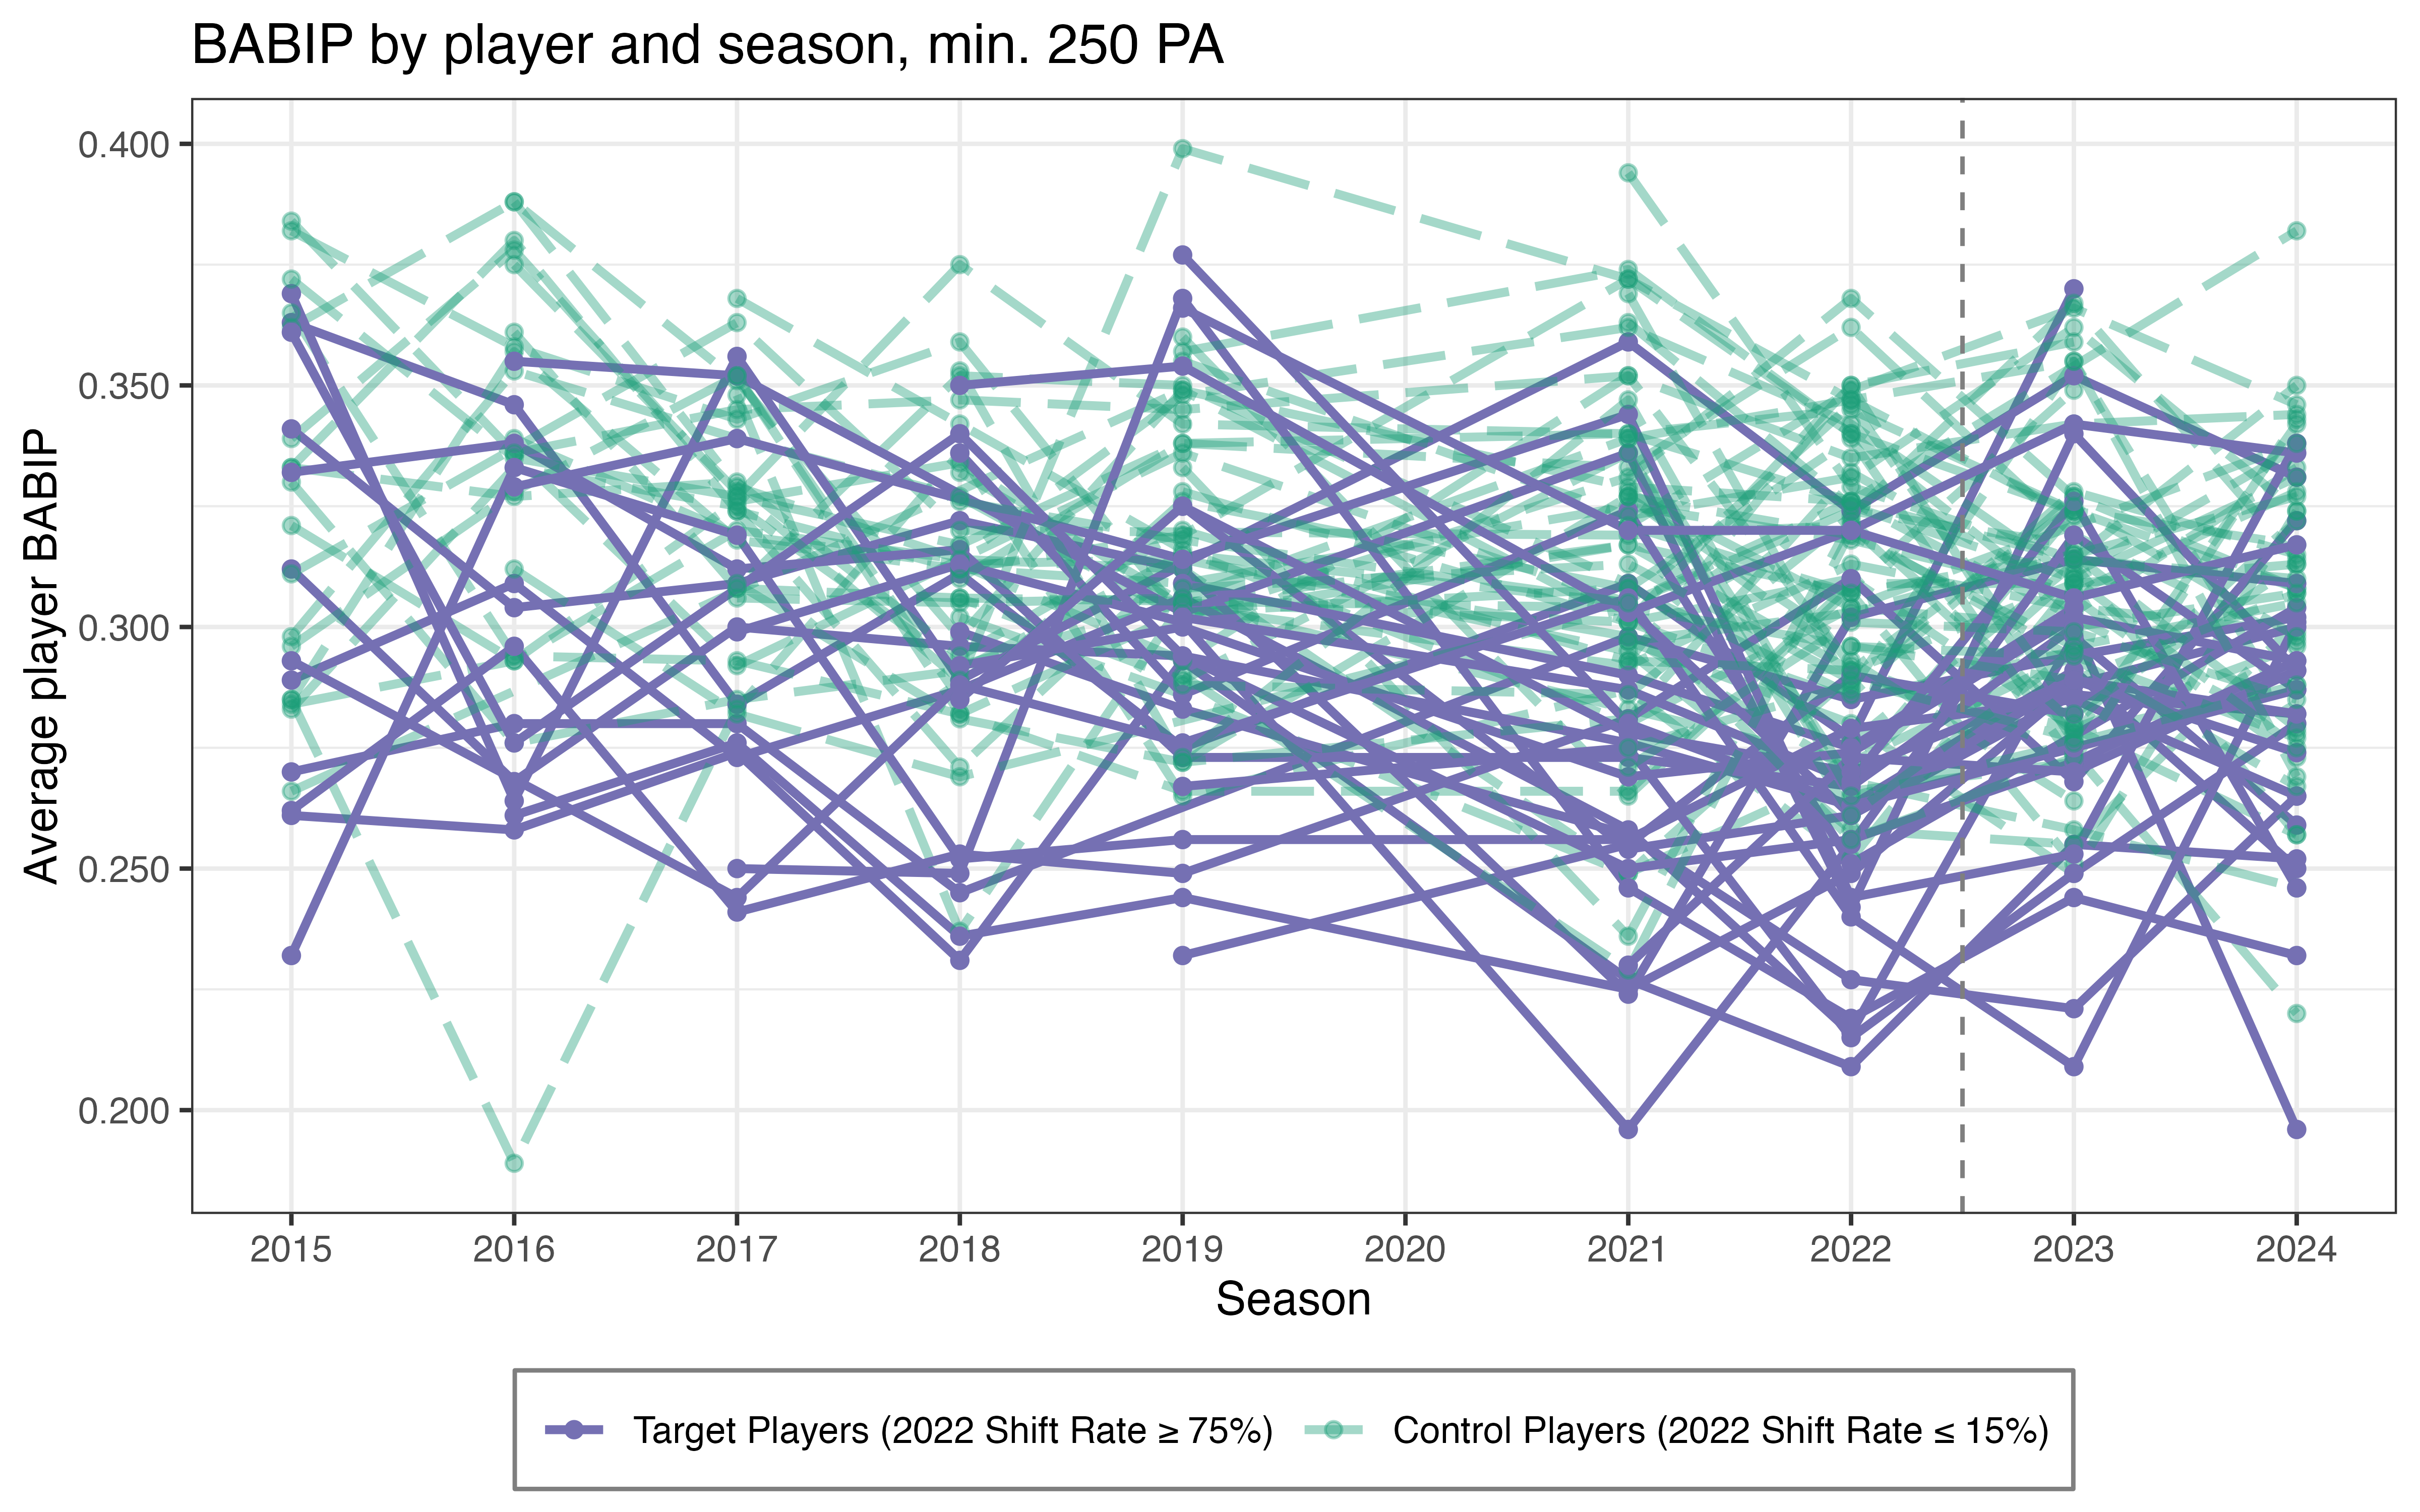 BABIP by player and season, min. 250 PA
0.400
0.350
0.300
0.250
0.200
Average player BABIP
2015 2016 2017 2018 2019 2020 2021 2022 2023 2024
Season
Target Players (2022 Shift Rate ≥ 75%) Control Players (2022 Shift Rate ≤ 15%)